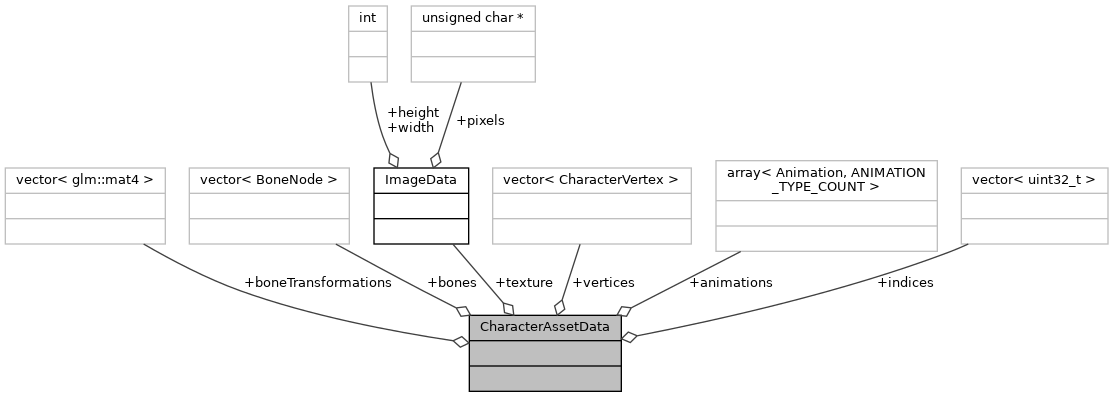 int
unsigned char *
+height
+width
+pixels
vector< glm::mat4 >
vector< BoneNode >
ImageData
vector< CharacterVertex >
array< Animation, ANIMATION
_TYPE_COUNT >
vector< uint32_t >
+boneTransformations
+bones
+texture
+vertices
+animations
+indices
CharacterAssetData